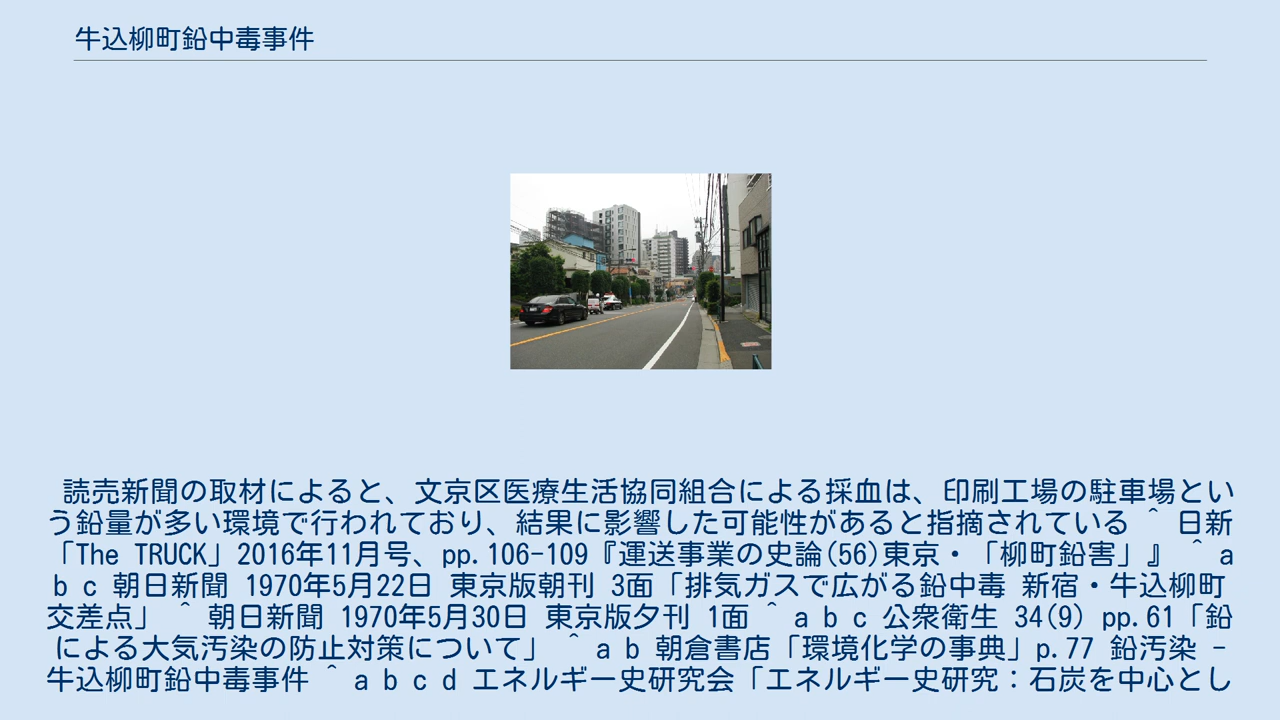 牛込柳町鉛中毒事件
読売新聞の取材によると、文京区医療生活協同組合による採血は、印刷工場の駐車場とい
う鉛量が多い環境で行われており、結果に影響した可能性があると指摘されている ^ 日新
「The TRUCK」2016年11月号、pp.106-109『運送事業の史論(56)東京・「柳町鉛害」』 ^ a
b c 朝日新聞 1970年5月22日 東京版朝刊 3面「排気ガスで広がる鉛中毒 新宿・牛込柳町
交差点」 ^ 朝日新聞 1970年5月30日 東京版夕刊 1面 ^ a b c 公衆衛生 34(9) pp.61「鉛
による大気汚染の防止対策について」 ^ a b 朝倉書店「環境化学の事典」p.77 鉛汚染 -
牛込柳町鉛中毒事件 ^ a b c d エネルギー史研究会「エネルギー史研究：石炭を中心とし